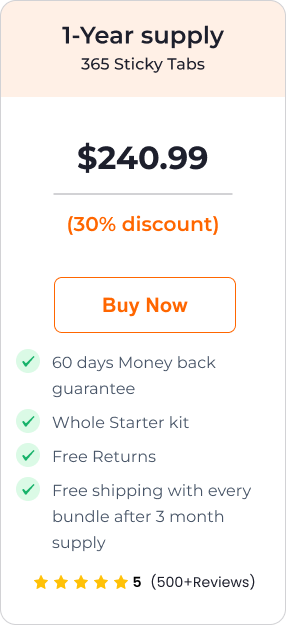 1-Year supply
365 Sticky Tabs
$240.99
(30% discount)
Buy Now
60 days Money back
guarantee
Whole Starter kit
Free Returns
Free shipping with every
bundle after 3 month
supply
5 (500+Reviews)